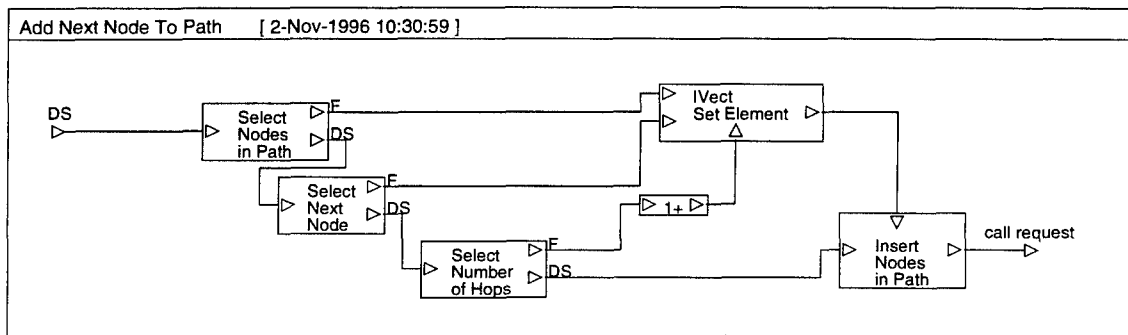 Add Next Node To Path [ 2-Nov-1996 10:30:59 ]
DS
Select
Nodes
in Path
F
DS
IVect
Set Element
Select
Next
Node
F
DS
1+
Select
Number
of Hops
F
DS
Insert
Nodes
in Path
call request